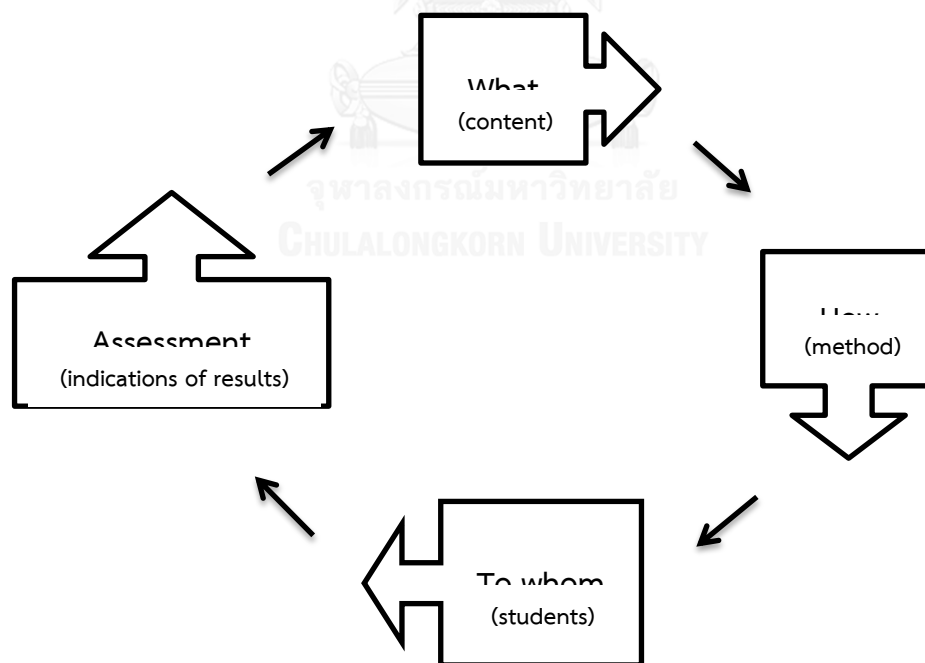 What
(content)
จุฬาลงกรณ์มหาวิทยาลัย
CHULALONGKORN UNIVERSITY
How
(method)
Assessment
(indications of results)
To whom
(students)